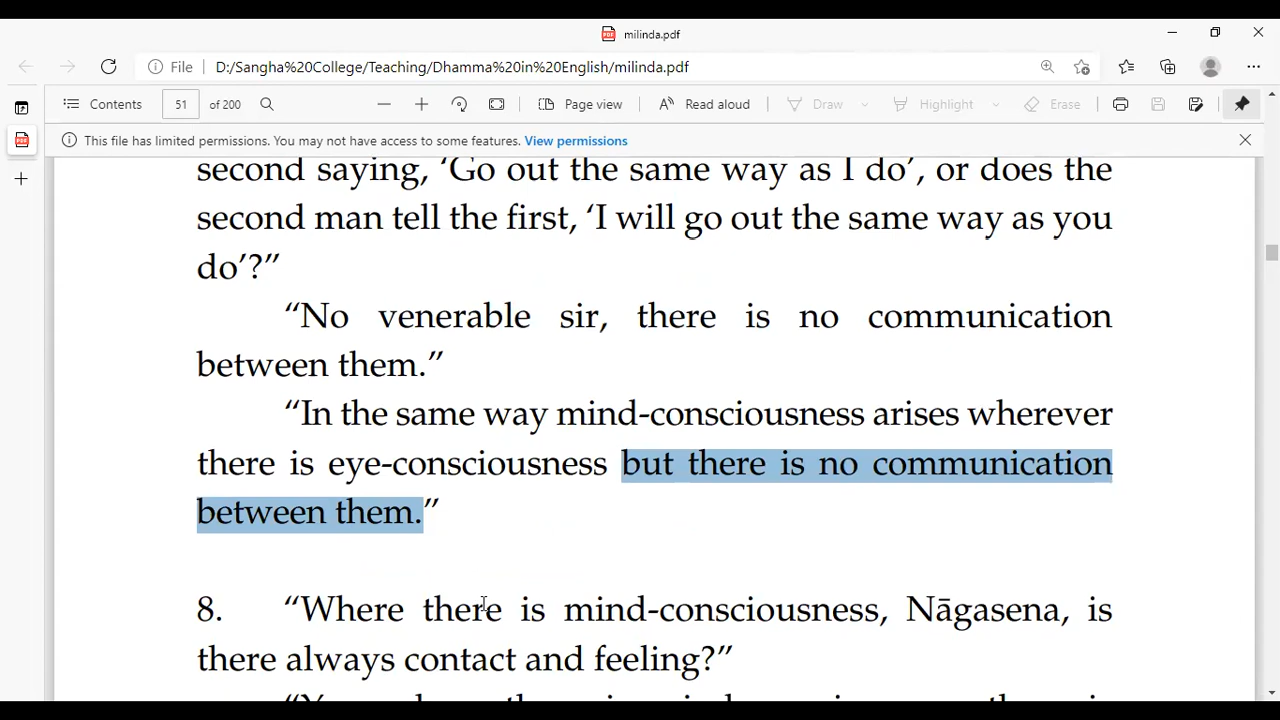 milinda.pdf
File D:/Sangha%20College/Teaching/Dhamma%20in%20English/milinda.pdf
Contents 51 of 200 Page view Read aloud Draw Highlight Erase
This file has limited permissions. You may not have access to some features. View permissions
second saying, ‘Go out the same way as I do’, or does the
second man tell the first, ‘I will go out the same way as you
do’?”
“No venerable sir, there is no communication
between them.”
“In the same way mind-consciousness arises wherever
there is eye-consciousness but there is no communication
between them.”
8. “Where there is mind-consciousness, Nāgasena, is
there always contact and feeling?”